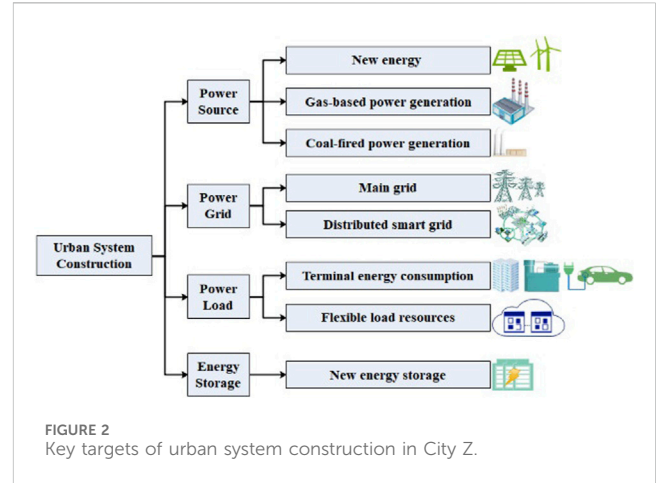 New energy
Power
Source
Gas-based power generation
Coal-fired power generation
Power
Grid
Main grid
Distributed smart grid
Urban System
Construction
Power
Load
Terminal energy consumption
Flexible load resources
Energy
Storage
New energy storage
FIGURE 2
Key targets of urban system construction in City Z.